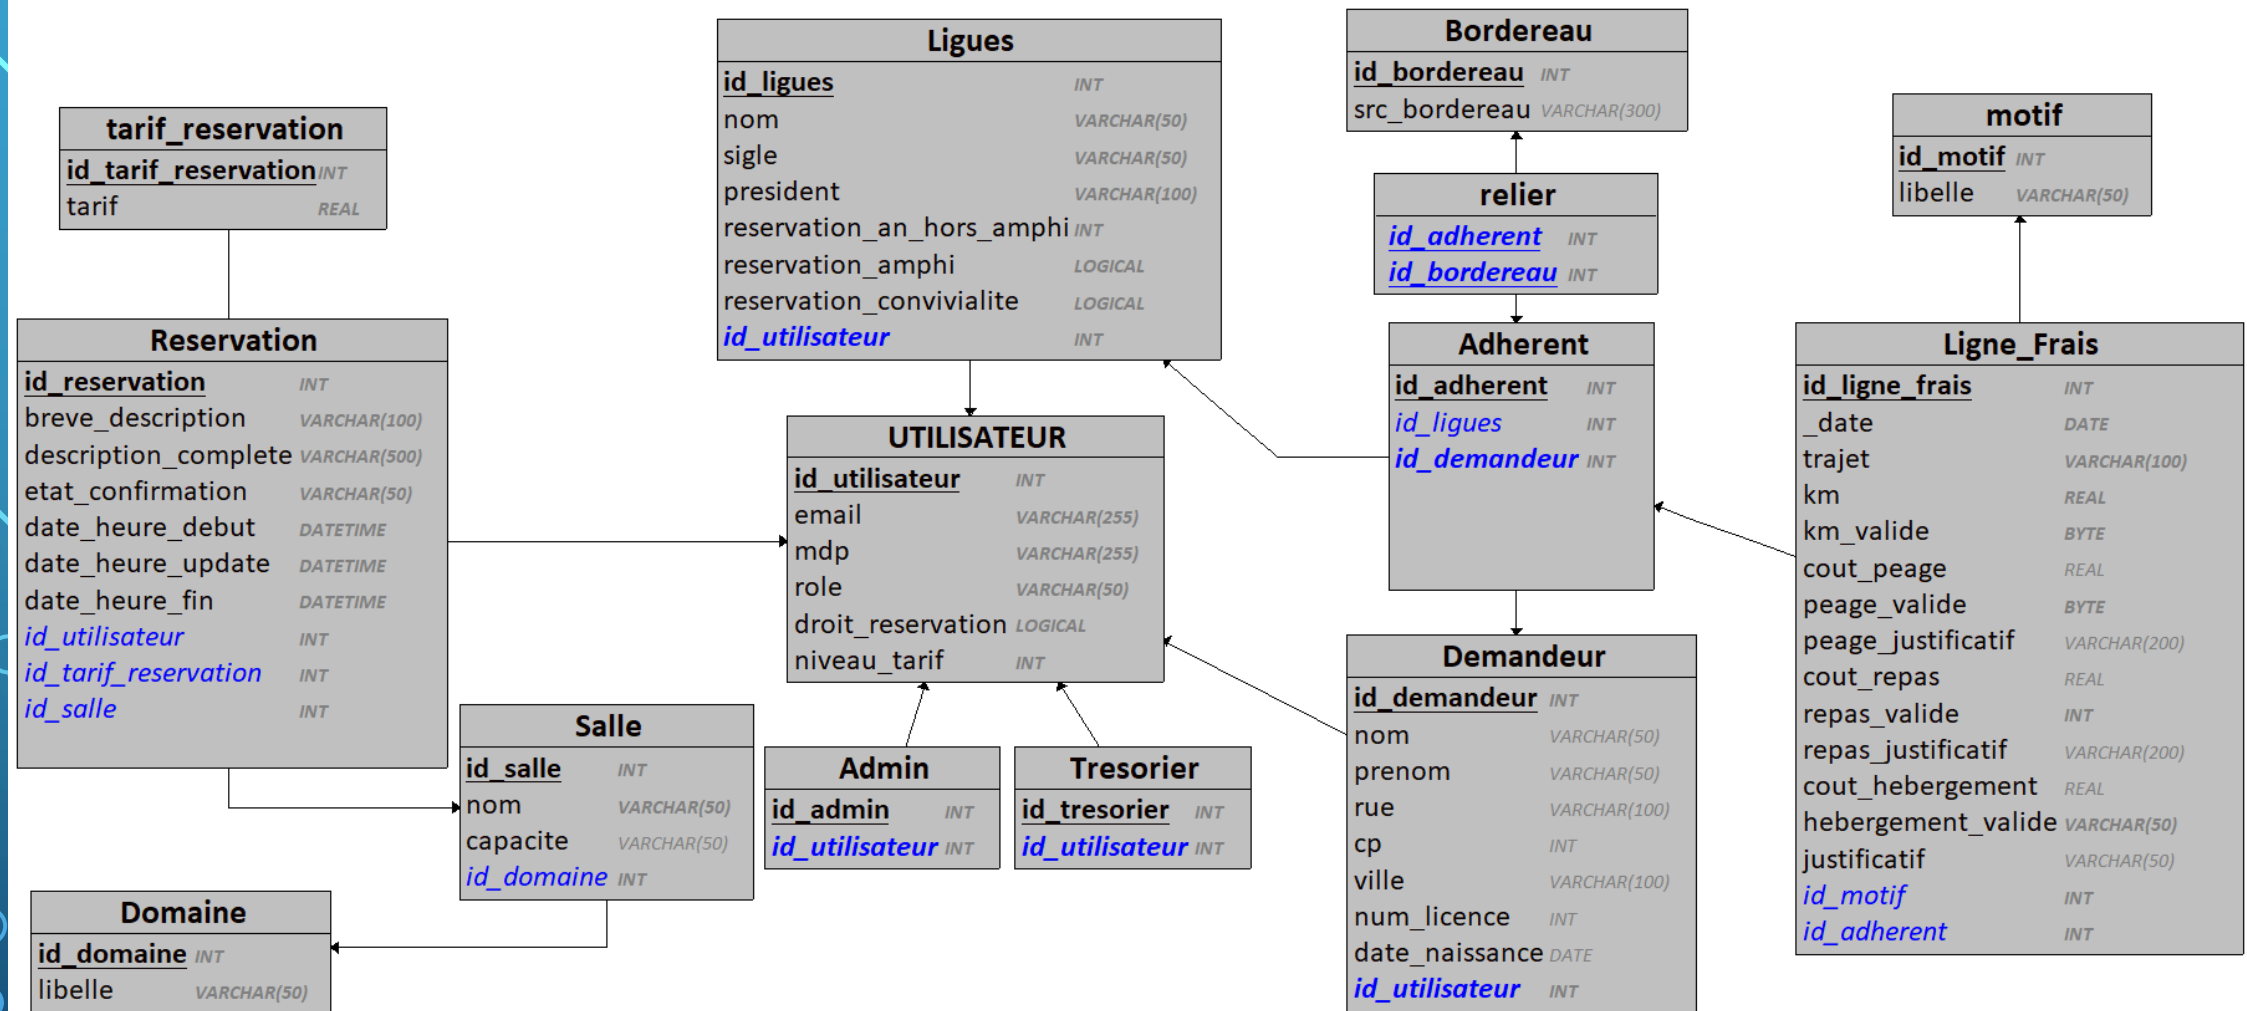 tarif_reservation
id_tarif_reservation INT
tarif REAL
Reservation
id_reservation INT
breve_description VARCHAR(100)
description_complete VARCHAR(500)
etat_confirmation VARCHAR(50)
date_heure_debut DATETIME
date_heure_update DATETIME
date_heure_fin DATETIME
id_utilisateur INT
id_tarif_reservation INT
id_salle INT
Domaine
id_domaine INT
libelle VARCHAR(50)
Salle
id_salle INT
nom VARCHAR(50)
capacite VARCHAR(50)
id_domaine INT
Ligues
id_ligues INT
nom VARCHAR(50)
sigle VARCHAR(50)
president VARCHAR(100)
reservation_an_hors_amphi INT
reservation_amphi LOGICAL
reservation_convivialite LOGICAL
id_utilisateur INT
UTILISATEUR
id_utilisateur INT
email VARCHAR(255)
mdp VARCHAR(255)
role VARCHAR(50)
droit_reservation LOGICAL
niveau_tarif INT
Admin
id_admin INT
id_utilisateur INT
Tresorier
id_tresorier INT
id_utilisateur INT
Bordereau
id_bordereau INT
src_bordereau VARCHAR(300)
relier
id_adherent INT
id_bordereau INT
Adherent
id_adherent INT
id_ligues INT
id_demandeur INT
Demandeur
id_demandeur INT
nom VARCHAR(50)
prenom VARCHAR(50)
rue VARCHAR(100)
cp INT
ville VARCHAR(100)
num_licence INT
date_naissance DATE
id_utilisateur INT
motif
id_motif INT
libelle VARCHAR(50)
Ligne_Frais
id_ligne_frais INT
_date DATE
trajet VARCHAR(100)
km REAL
km_valide BYTE
cout_peage REAL
peage_valide BYTE
peage_justificatif VARCHAR(200)
cout_repas REAL
repas_valide INT
repas_justificatif VARCHAR(200)
cout_hebergement REAL
hebergement_valide VARCHAR(50)
justificatif VARCHAR(50)
id_motif INT
id_adherent INT